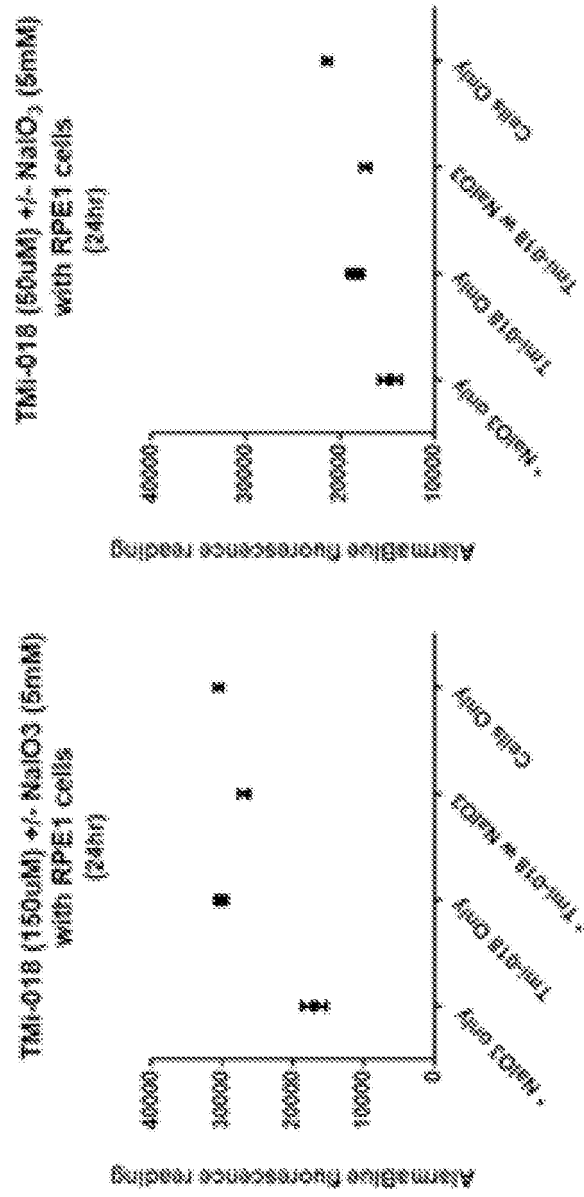 TMI-018 (150uM) +/- NaIO3 (5mM)
with RPE1 cells
(24hr)
AlarmaBlue fluorescence reading
40000
30000
20000
10000
0
* NaIO3 only
Tmi-018 Only
* Tmi-018 w NaIO3
Cells Only
TMI-018 (50uM) +/- NaIO₃ (5mM)
with RPE1 cells
(24hr)
AlarmaBlue fluorescence reading
40000
30000
20000
10000
* NaIO3 only
Tmi-018 Only
Tmi-018 w NaIO3
Cells Only